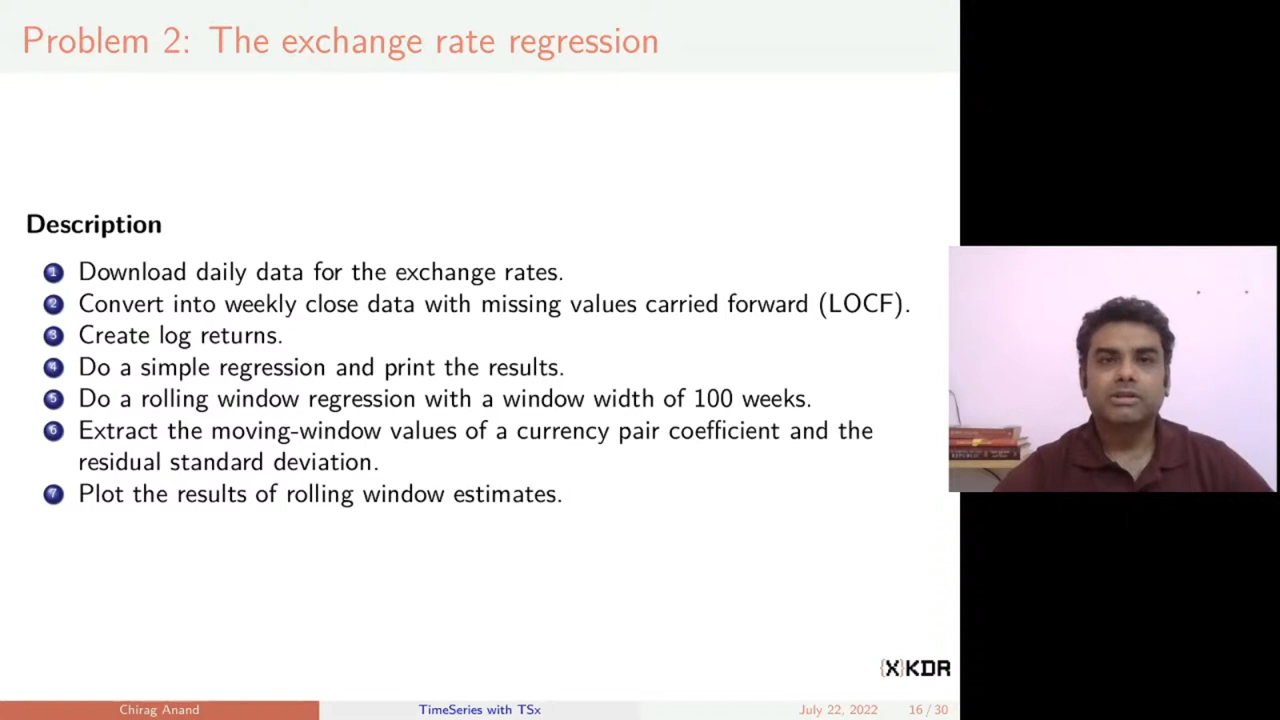 Problem 2: The exchange rate regression
Description
1 Download daily data for the exchange rates.
2 Convert into weekly close data with missing values carried forward (LOCF).
3 Create log returns.
4 Do a simple regression and print the results.
5 Do a rolling window regression with a window width of 100 weeks.
6 Extract the moving-window values of a currency pair coefficient and the
residual standard deviation.
7 Plot the results of rolling window estimates.
{X}KDR
Chirag Anand
TimeSeries with TSx
July 22, 2022
16 / 30